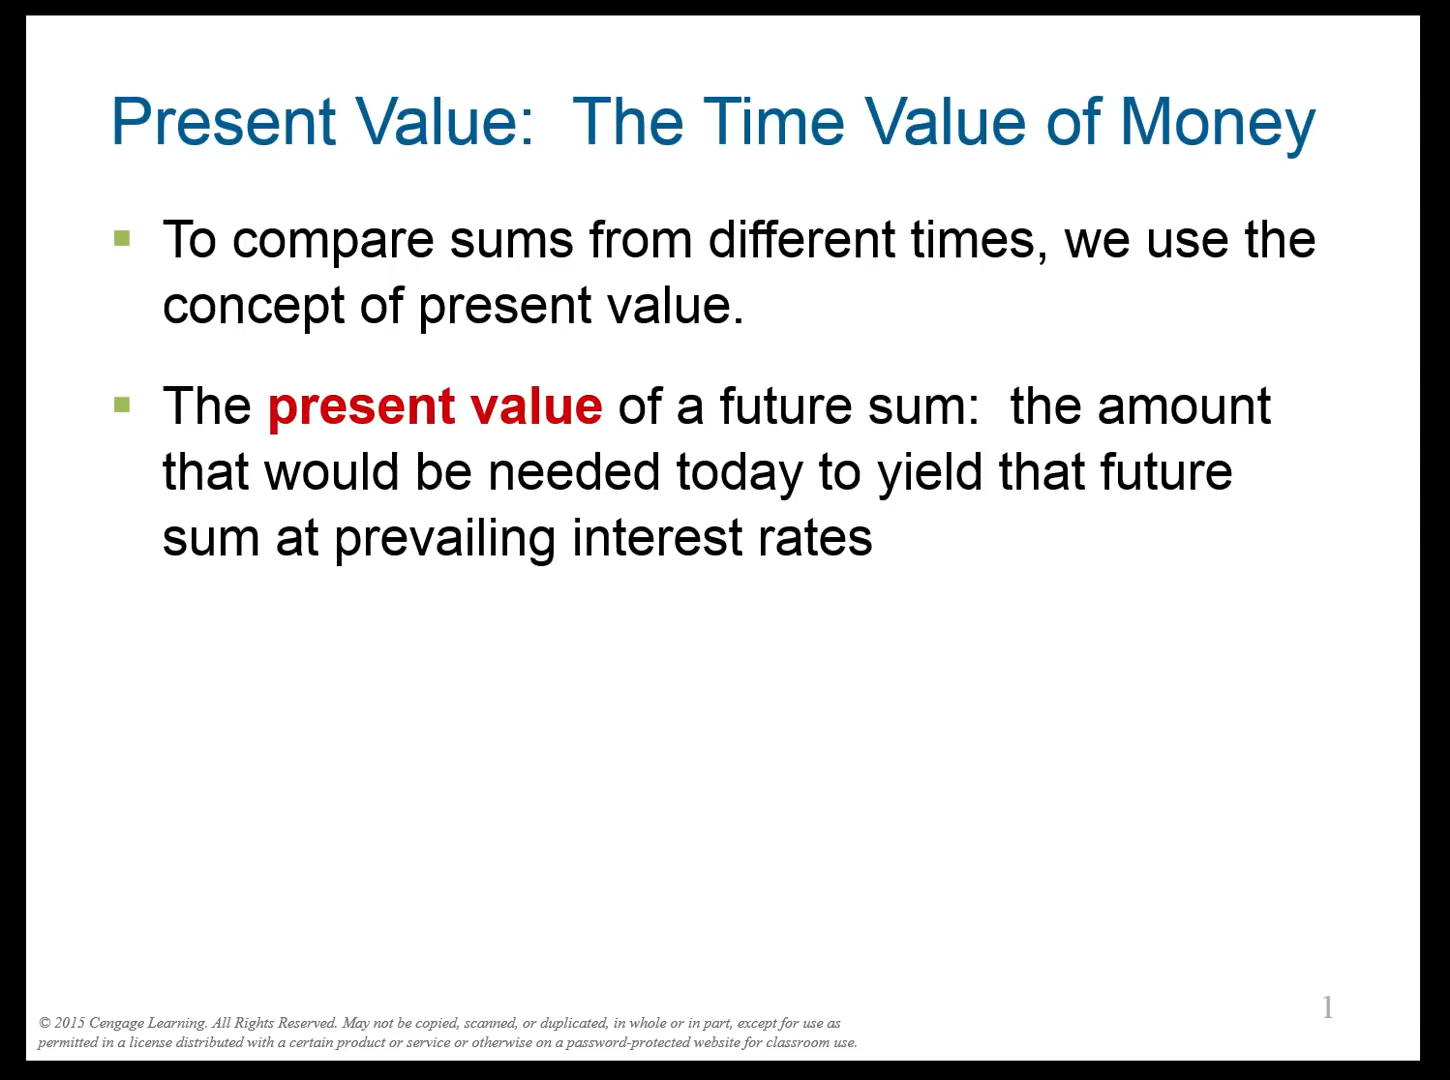 Present Value:  The Time Value of Money
▪ To compare sums from different times, we use the
concept of present value.
▪ The present value of a future sum:  the amount
that would be needed today to yield that future
sum at prevailing interest rates
1
© 2015 Cengage Learning. All Rights Reserved. May not be copied, scanned, or duplicated, in whole or in part, except for use as
permitted in a license distributed with a certain product or service or otherwise on a password-protected website for classroom use.